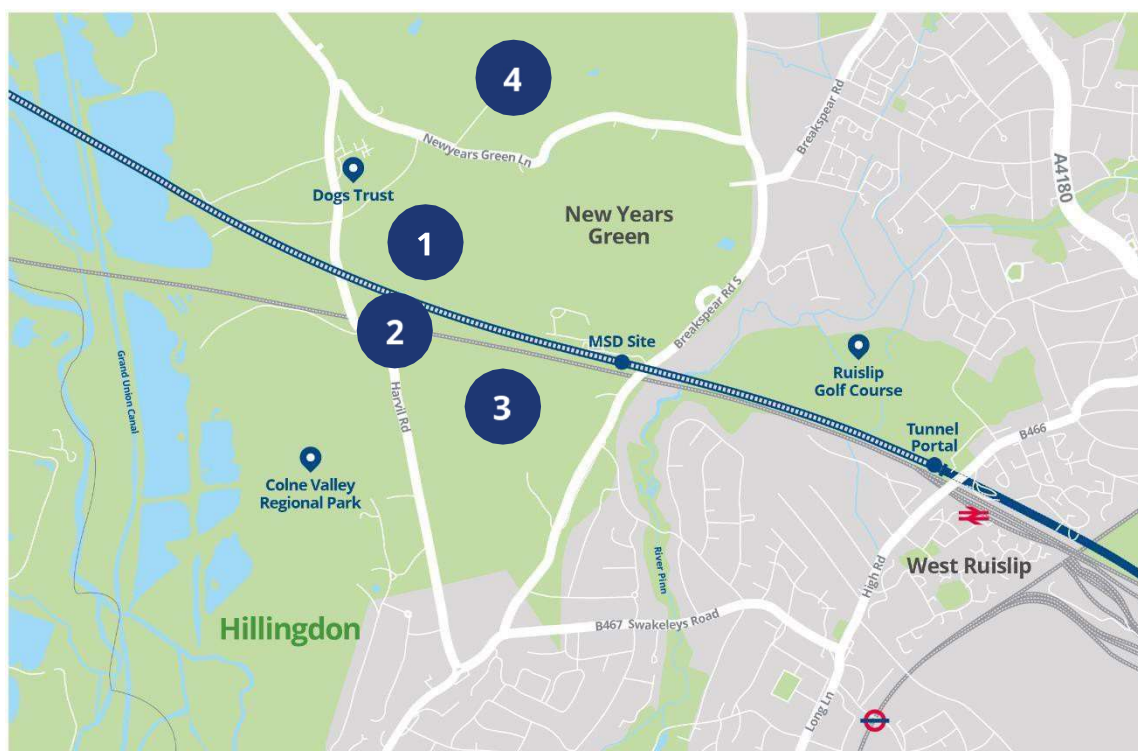 4
Breakspear Rd
A4180
Newyears Green Ln
Dogs Trust
1
New Years
Green
Breakspear Rd S
2
MSD Site
Ruislip
Golf Course
Grand Union Canal
3
Harvil Rd
Tunnel
Portal
B466
Colne Valley
Regional Park
River Pinn
High Rd
West Ruislip
Hillingdon
B467 Swakeleys Road
Long Ln